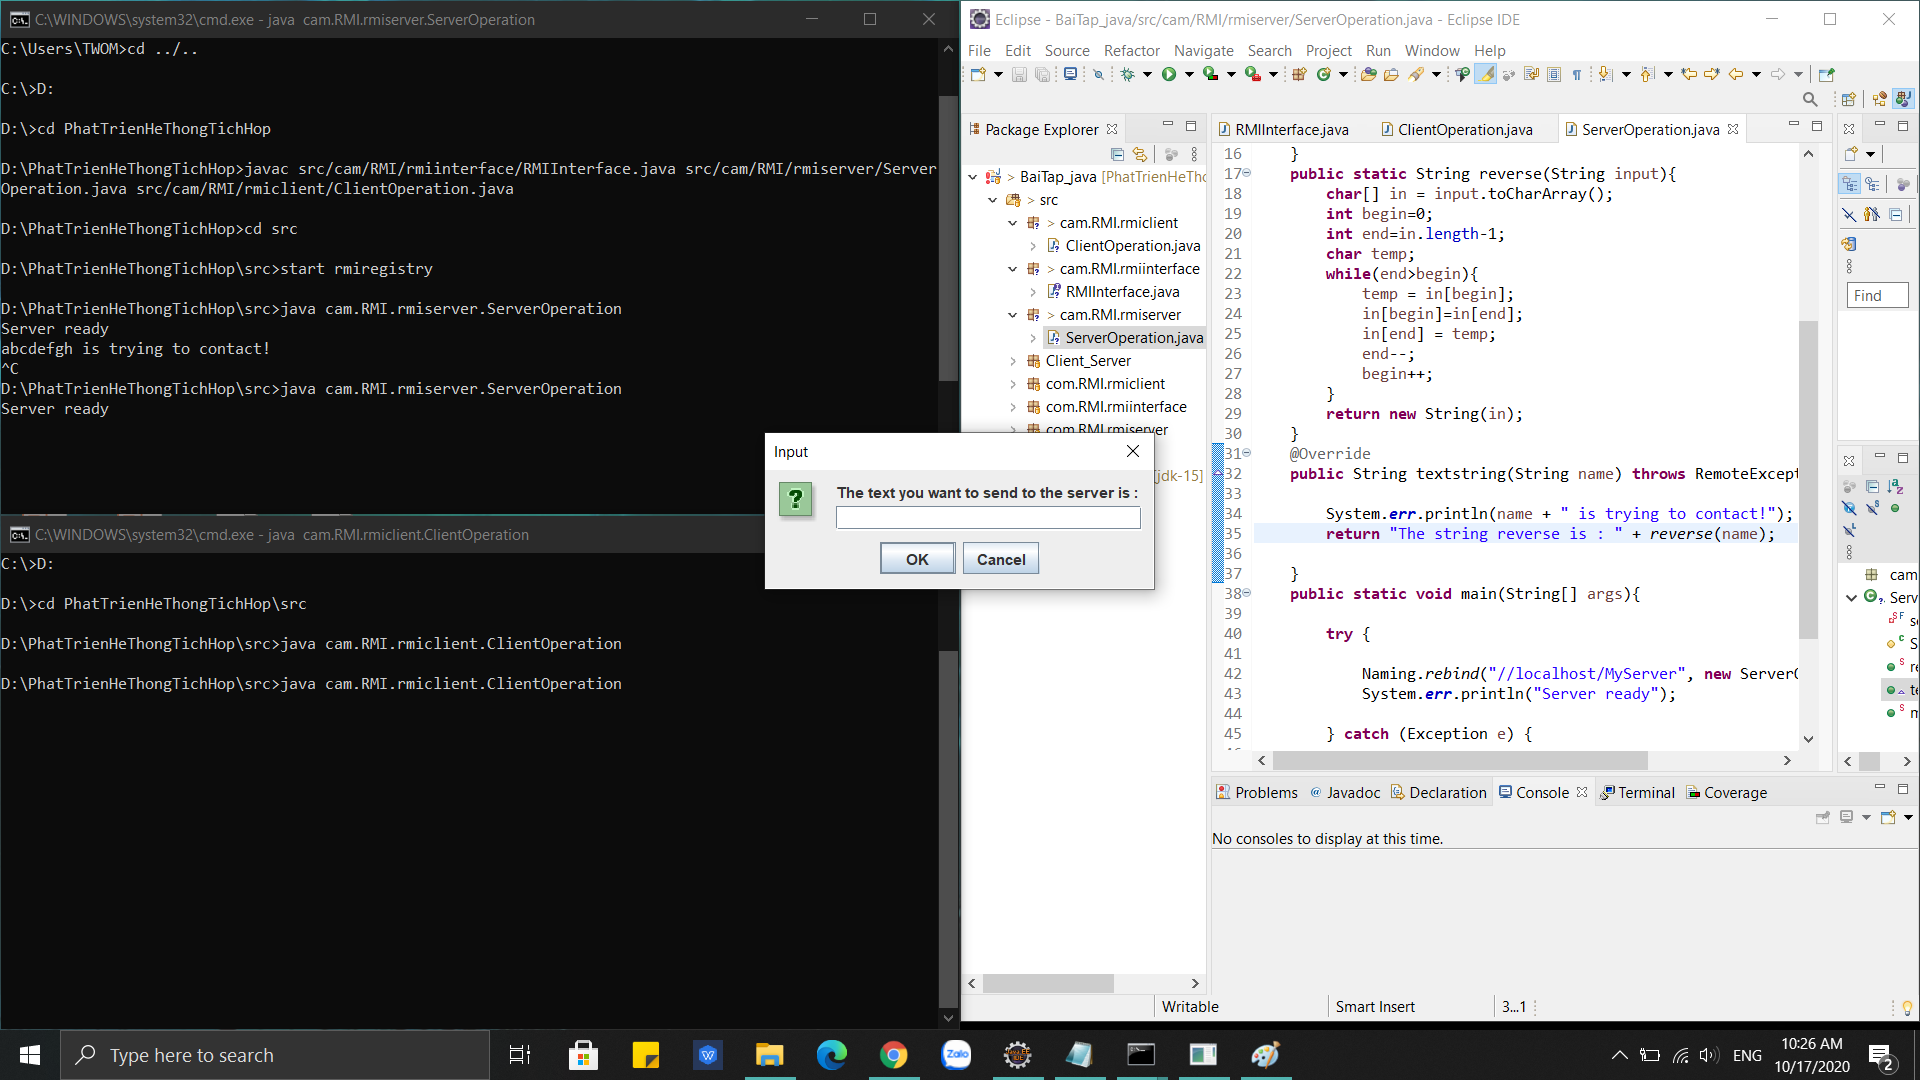 C:\WINDOWS\system32\cmd.exe - java  cam.RMI.rmiserver.ServerOperation
C:\Users\TWOM>cd ../..
C:\>D:
D:\>cd PhatTrienHeThongTichHop
D:\PhatTrienHeThongTichHop>javac src/cam/RMI/rmiinterface/RMIInterface.java src/cam/RMI/rmiserver/Server
Operation.java src/cam/RMI/rmiclient/ClientOperation.java
D:\PhatTrienHeThongTichHop>cd src
D:\PhatTrienHeThongTichHop\src>start rmiregistry
D:\PhatTrienHeThongTichHop\src>java cam.RMI.rmiserver.ServerOperation
Server ready
abcdefgh is trying to contact!
^C
D:\PhatTrienHeThongTichHop\src>java cam.RMI.rmiserver.ServerOperation
Server ready
C:\WINDOWS\system32\cmd.exe - java  cam.RMI.rmiclient.ClientOperation
C:\>D:
D:\>cd PhatTrienHeThongTichHop\src
D:\PhatTrienHeThongTichHop\src>java cam.RMI.rmiclient.ClientOperation
D:\PhatTrienHeThongTichHop\src>java cam.RMI.rmiclient.ClientOperation
Input
The text you want to send to the server is :
OK Cancel
Eclipse - BaiTap_java/src/cam/RMI/rmiserver/ServerOperation.java - Eclipse IDE
File Edit Source Refactor Navigate Search Project Run Window Help
Package Explorer
BaiTap_java [PhatTrienHeThc
> src
> cam.RMI.rmiclient
ClientOperation.java
> cam.RMI.rmiinterface
RMIInterface.java
> cam.RMI.rmiserver
ServerOperation.java
Client_Server
com.RMI.rmiclient
com.RMI.rmiinterface
com.RMI.rmiserver
[jdk-15]
RMIInterface.java ClientOperation.java ServerOperation.java
16 }
17 public static String reverse(String input){
18 char[] in = input.toCharArray();
19 int begin=0;
20 int end=in.length-1;
21 char temp;
22 while(end>begin){
23 temp = in[begin];
24 in[begin]=in[end];
25 in[end] = temp;
26 end--;
27 begin++;
28 }
29 return new String(in);
30 }
31 @Override
32 public String textstring(String name) throws RemoteExcept
33
34 System.err.println(name + " is trying to contact!");
35 return "The string reverse is : " + reverse(name);
36
37 }
38 public static void main(String[] args){
39
40 try {
41
42 Naming.rebind("//localhost/MyServer", new ServerO
43 System.err.println("Server ready");
44
45 } catch (Exception e) {
Find
cam
Serv
Problems Javadoc Declaration Console Terminal Coverage
No consoles to display at this time.
Writable Smart Insert 3...1
Type here to search
Zalo
ENG
10:26 AM
10/17/2020
2